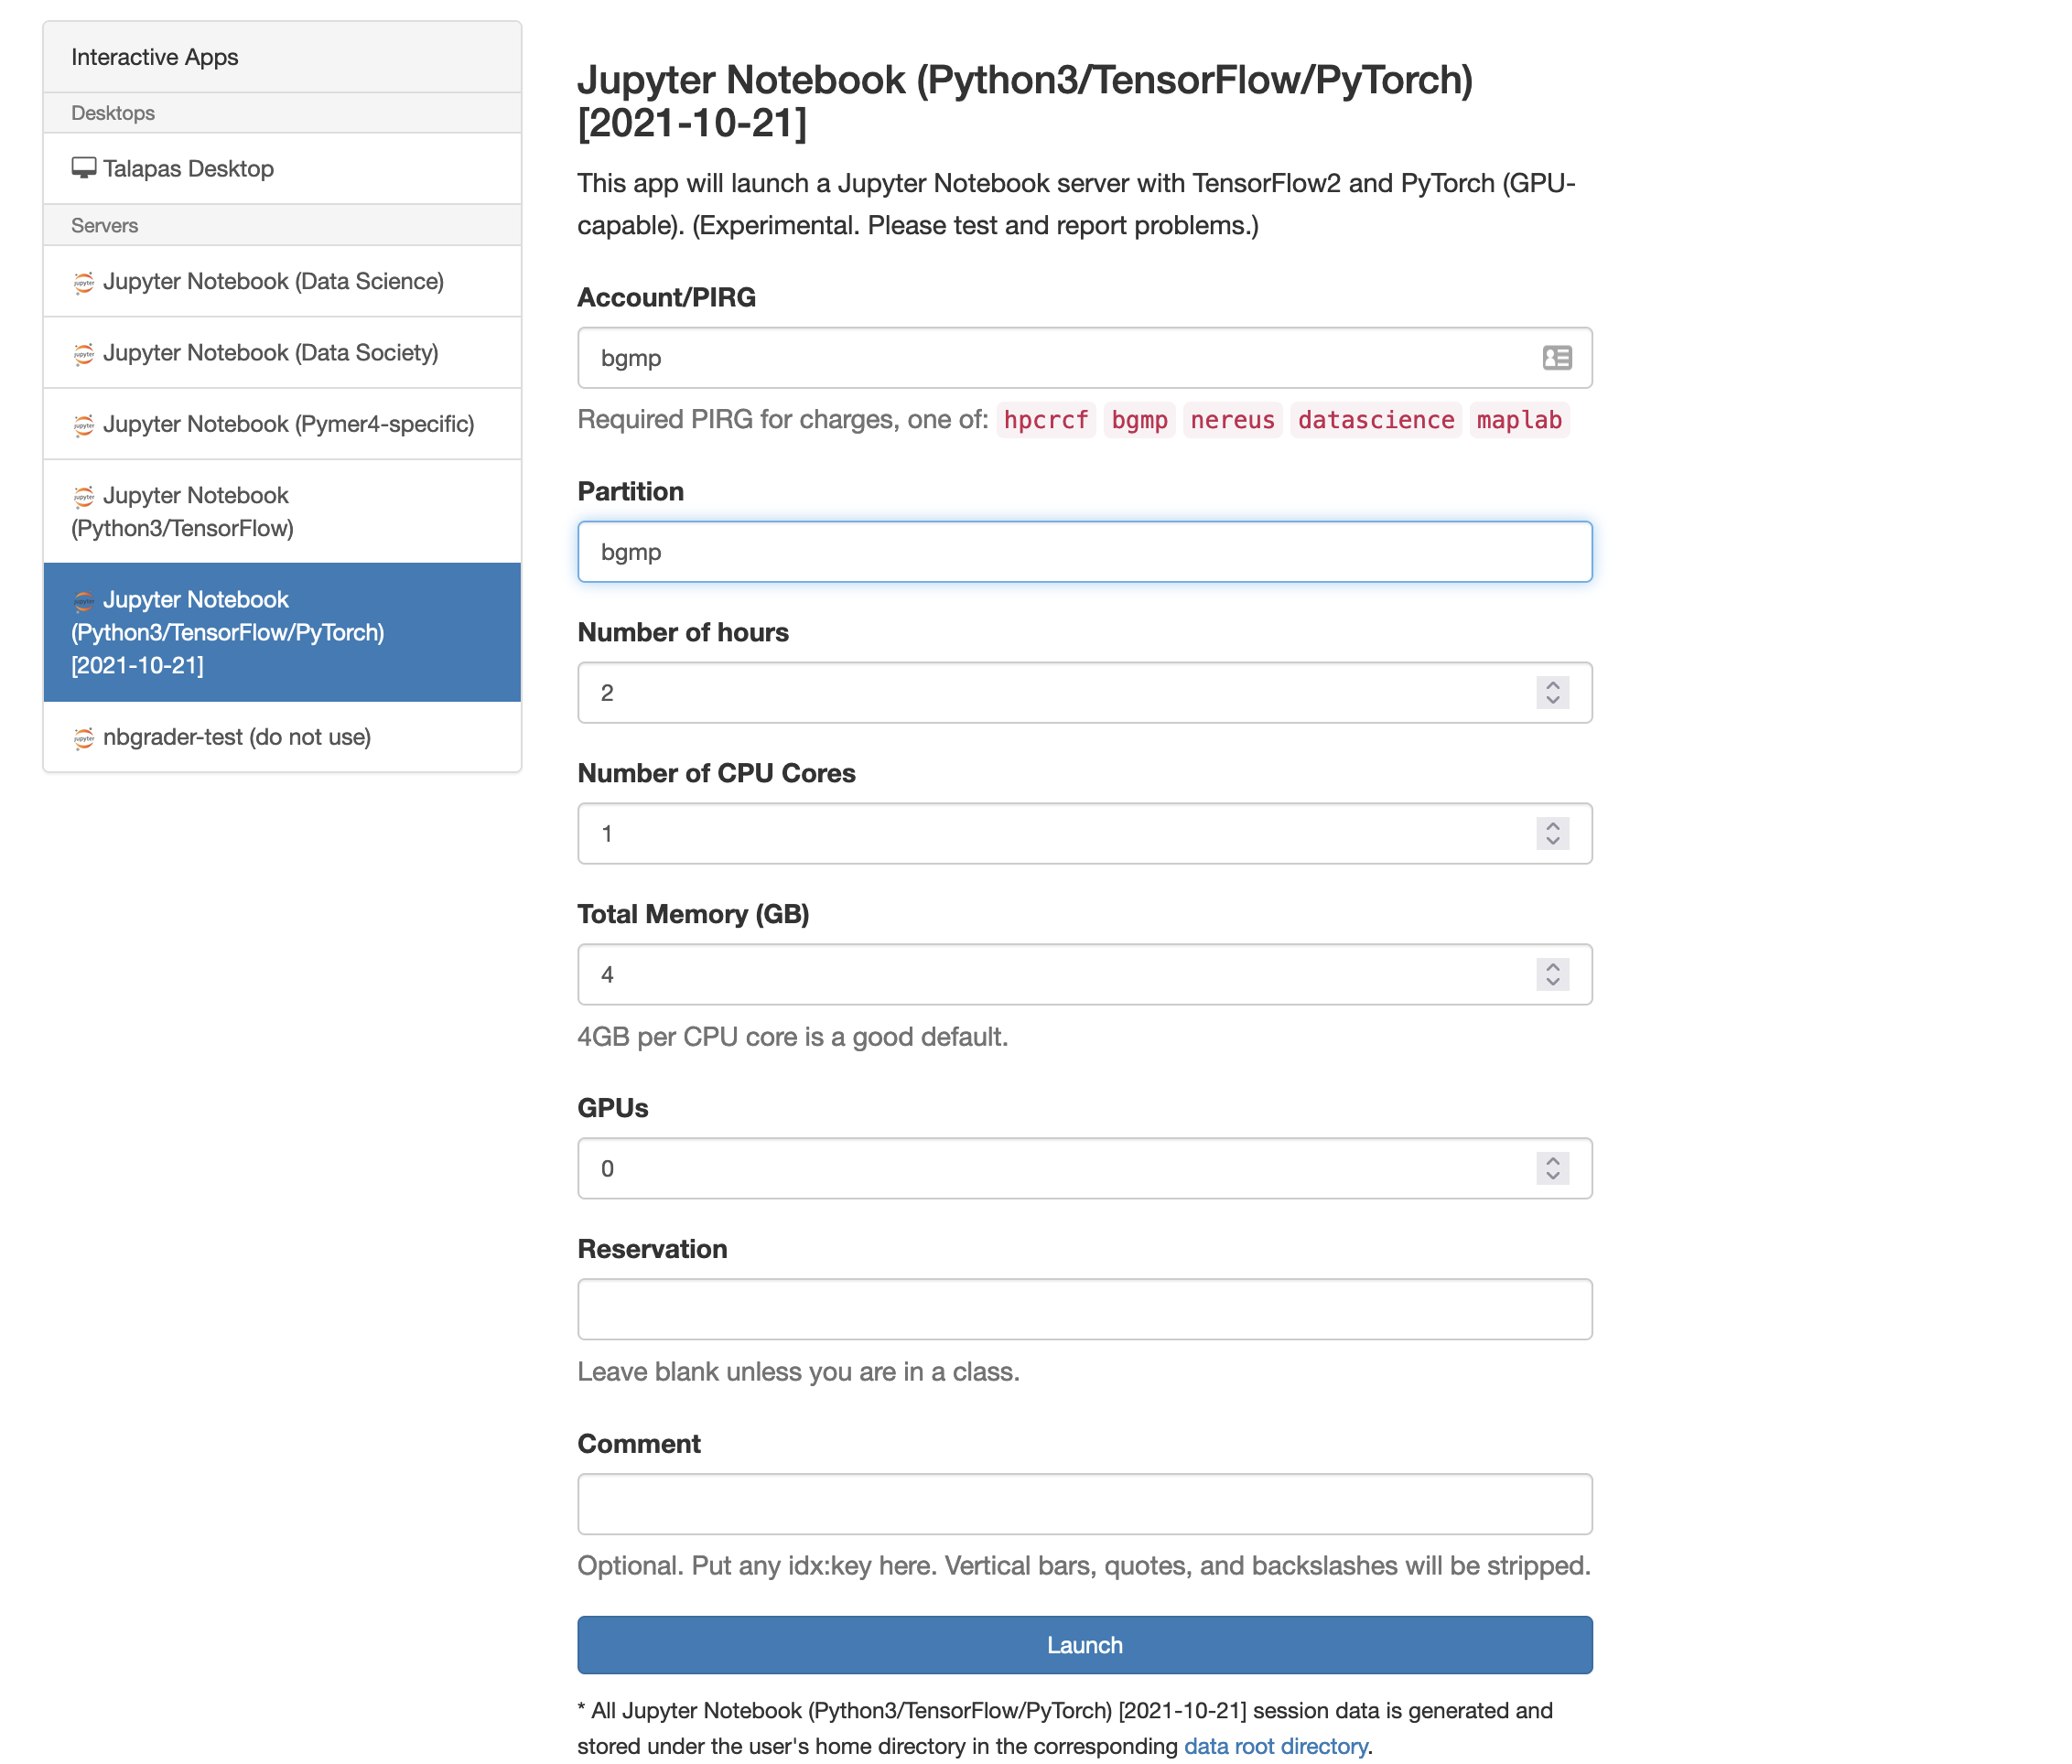 Interactive Apps
Desktops
Talapas Desktop
Servers
Jupyter Notebook (Data Science)
Jupyter Notebook (Data Society)
Jupyter Notebook (Pymer4-specific)
Jupyter Notebook
(Python3/TensorFlow)
Jupyter Notebook
(Python3/TensorFlow/PyTorch)
[2021-10-21]
nbgrader-test (do not use)
Jupyter Notebook (Python3/TensorFlow/PyTorch)
[2021-10-21]
This app will launch a Jupyter Notebook server with TensorFlow2 and PyTorch (GPU-
capable). (Experimental. Please test and report problems.)
Account/PIRG
bgmp
Required PIRG for charges, one of: hpcrcf bgmp nereus datascience maplab
Partition
bgmp
Number of hours
2
Number of CPU Cores
1
Total Memory (GB)
4
4GB per CPU core is a good default.
GPUs
0
Reservation
Leave blank unless you are in a class.
Comment
Optional. Put any idx:key here. Vertical bars, quotes, and backslashes will be stripped.
Launch
* All Jupyter Notebook (Python3/TensorFlow/PyTorch) [2021-10-21] session data is generated and
stored under the user's home directory in the corresponding data root directory.